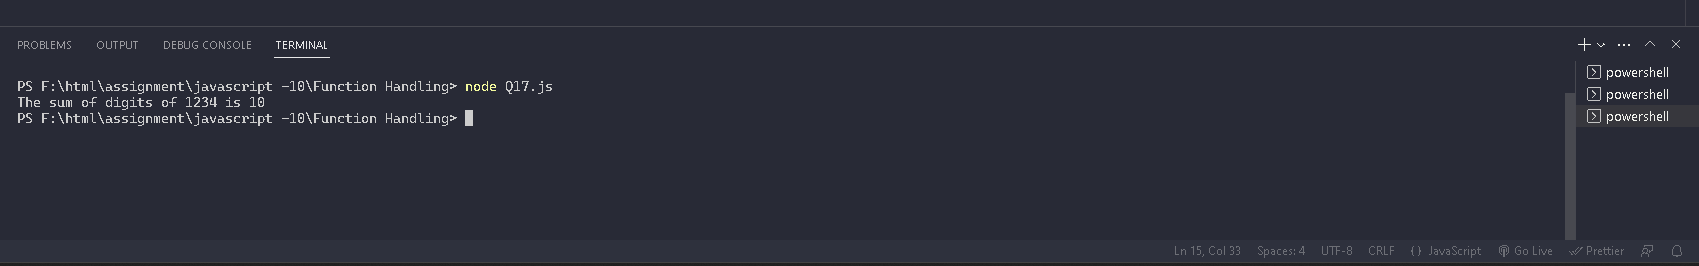 PROBLEMS OUTPUT DEBUG CONSOLE TERMINAL
PS F:\html\assignment\javascript -10\Function Handling> node Q17.js
The sum of digits of 1234 is 10
PS F:\html\assignment\javascript -10\Function Handling>
powershell
powershell
powershell
Ln 15, Col 33 Spaces: 4 UTF-8 CRLF {} JavaScript Go Live Prettier